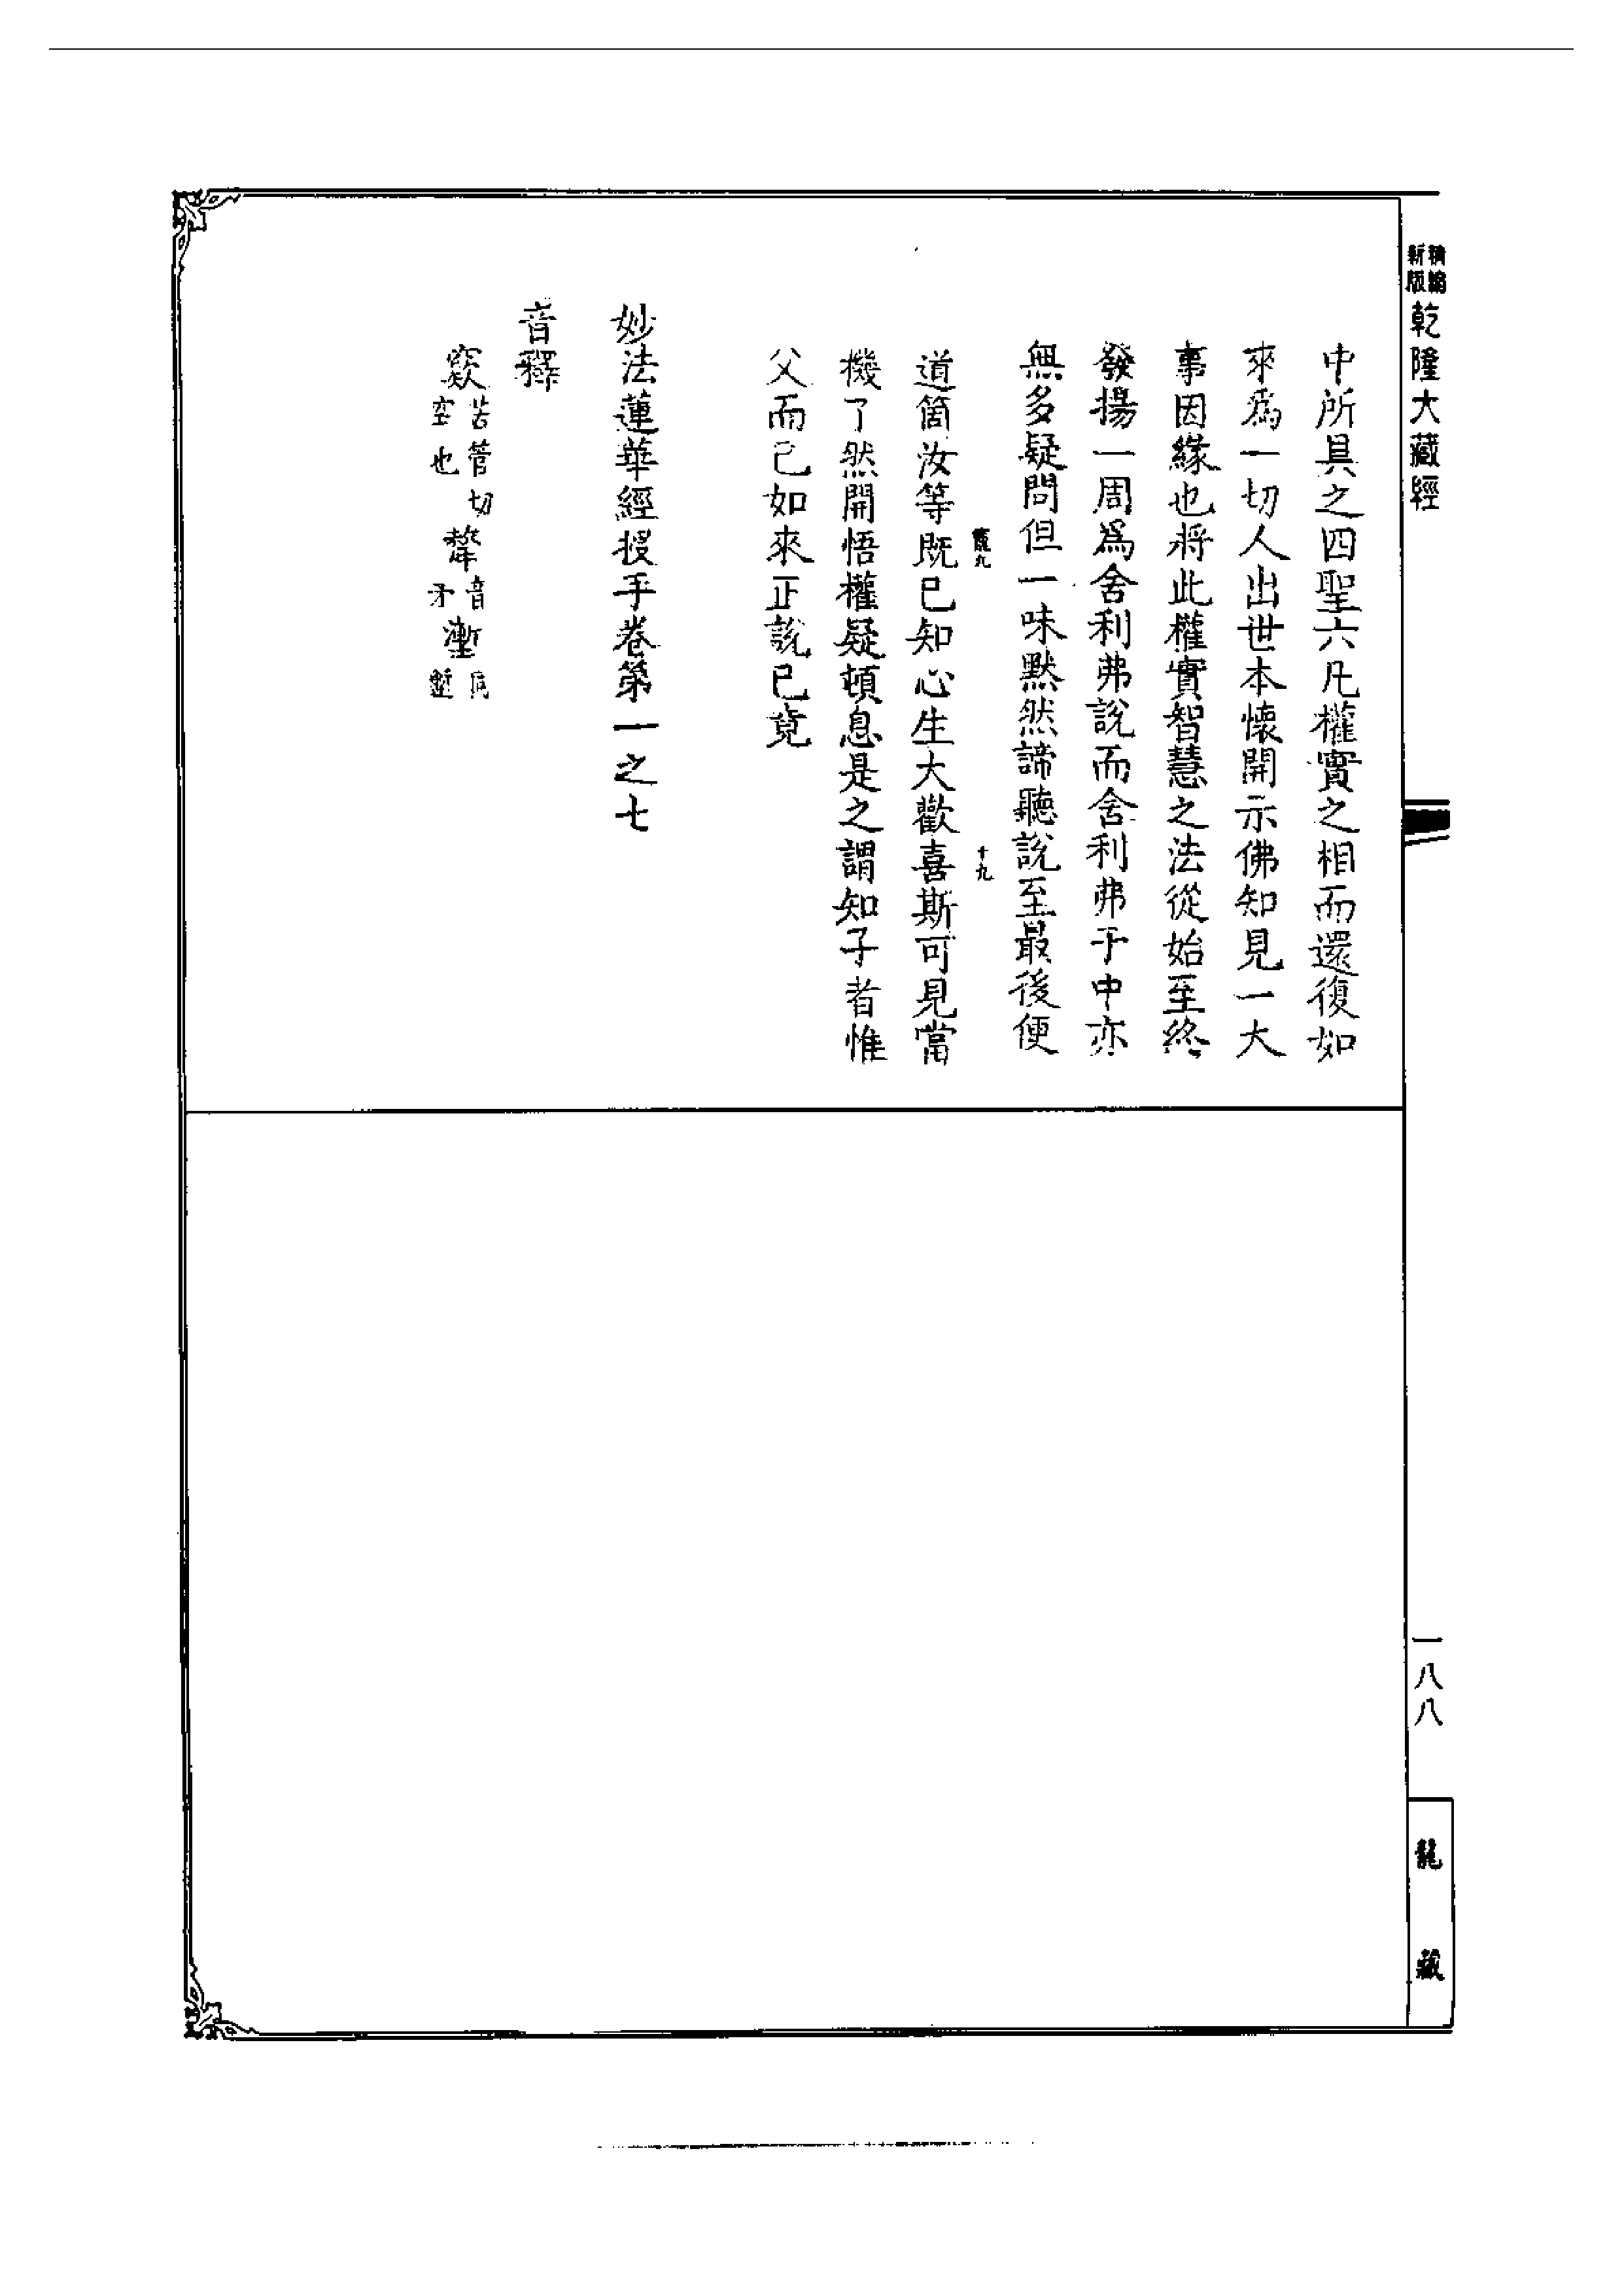 新版精編 乾隆大藏經
中所具之四聖六凡權實之相而還復如
來爲一切人出世本懷開示佛知見一大
事因緣也將此權實智慧之法從始至終
發揚一周爲舍利弗說而舍利弗于中亦
無多疑問但一味默然諦聽說至最後便
龍九 十九
道箇汝等既已知心生大歡喜斯可見當
機了然開悟權疑頓息是之謂知子者惟
父而已如來正說已竟
妙法蓮華經授手卷第一之七
音釋
窾苦管切空也 漸同塹
一八八
龍藏